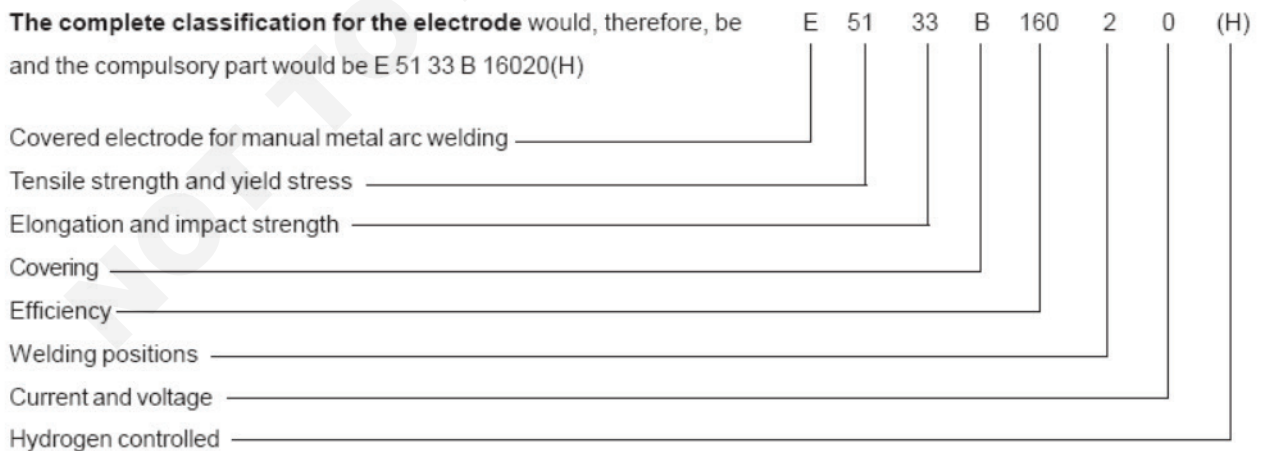 The complete classification for the electrode would, therefore, be E 51 33 B 160 2 0 (H)
and the compulsory part would be E 51 33 B 16020(H)
Covered electrode for manual metal arc welding
Tensile strength and yield stress
Elongation and impact strength
Covering
Efficiency
Welding positions
Current and voltage
Hydrogen controlled
NOT TO